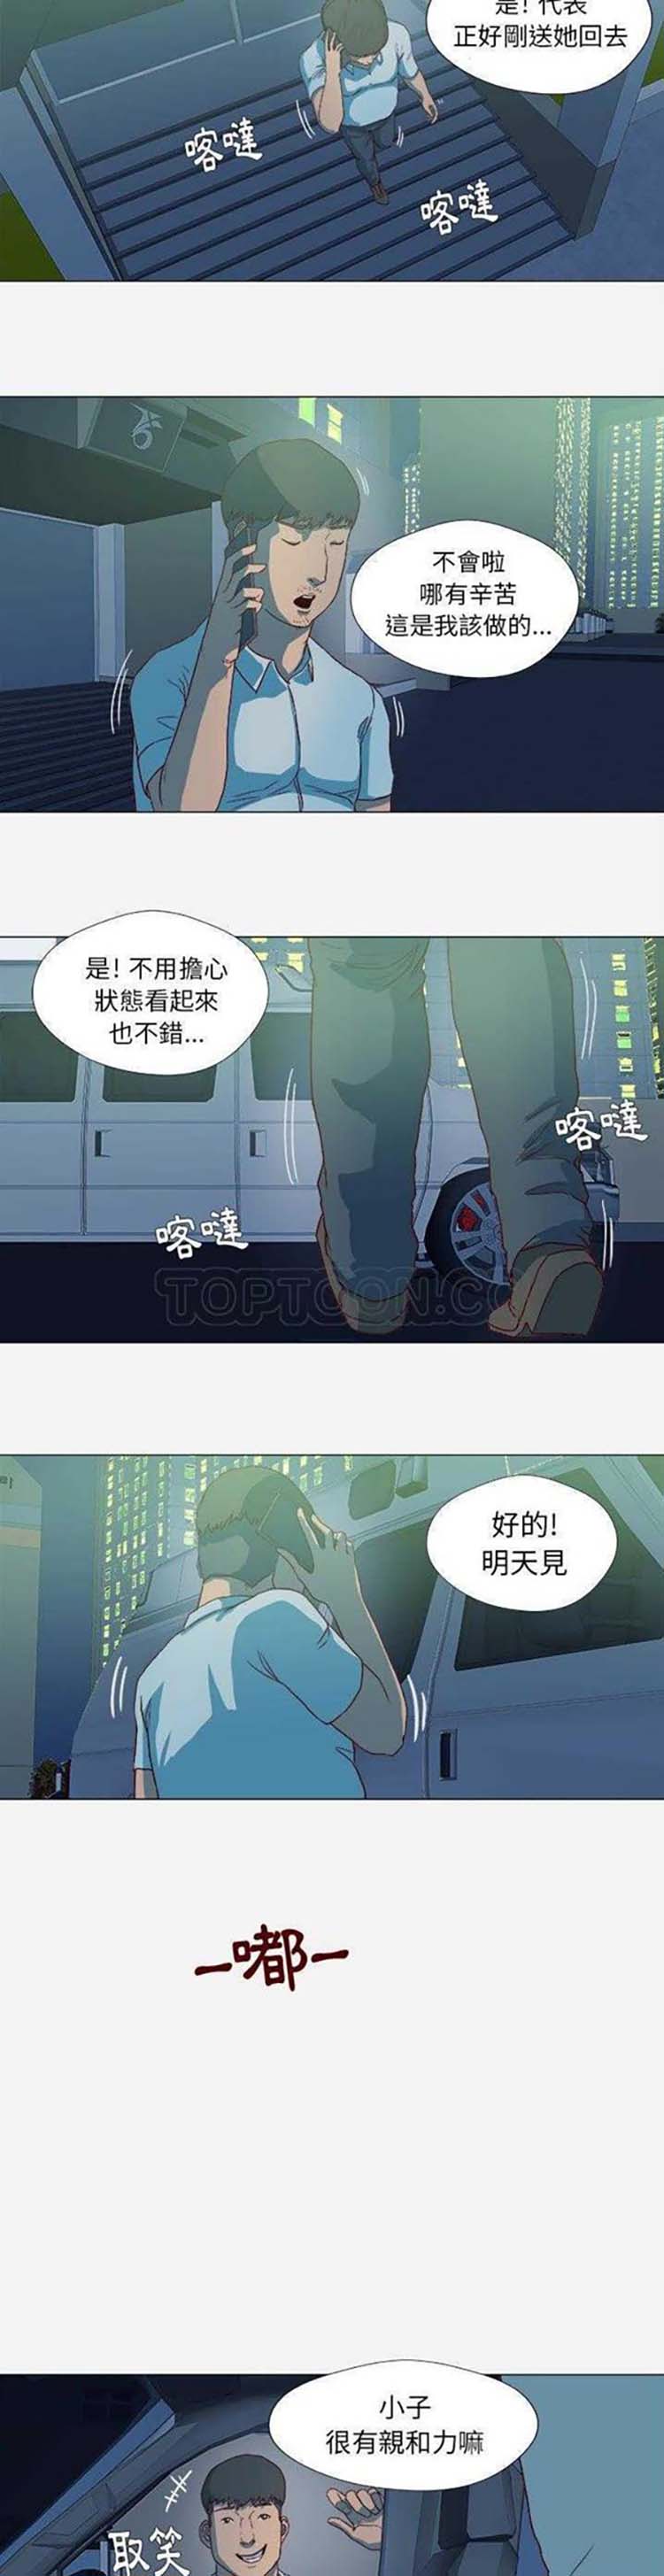 是! 代表
正好剛送她回去
喀噠
喀噠
不會啦
哪有辛苦
這是我該做的...
是! 不用擔心
狀態看起來
也不錯...
喀噠
喀噠
TOPTOON.CO
好的!
明天見
–嘟–
小子
很有親和力嘛
取笑